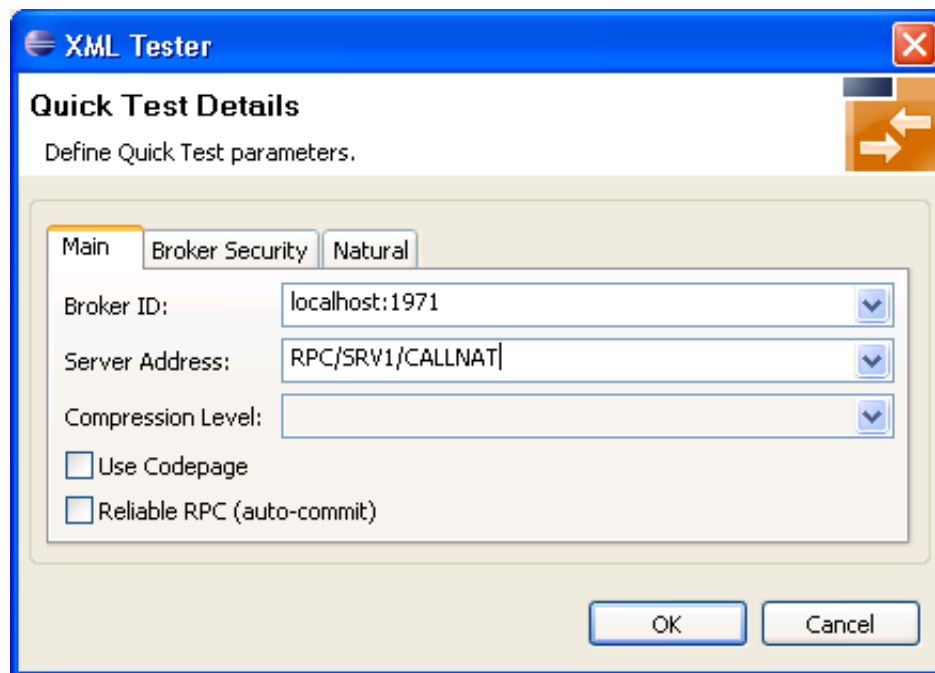 XML Tester
Quick Test Details
Define Quick Test parameters.
Main Broker Security Natural
Broker ID: localhost:1971
Server Address: RPC/SRV1/CALLNAT
Compression Level:
Use Codepage
Reliable RPC (auto-commit)
OK Cancel